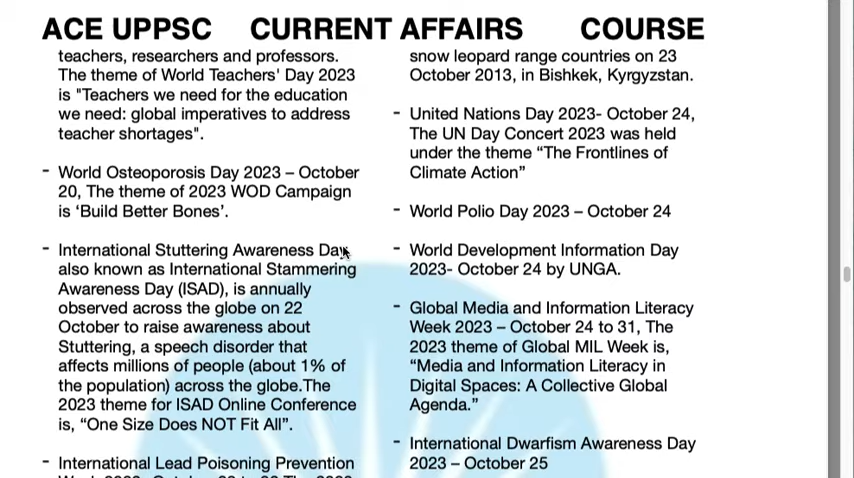 ACE UPPSC CURRENT AFFAIRS COURSE
teachers, researchers and professors.
The theme of World Teachers' Day 2023
is "Teachers we need for the education
we need: global imperatives to address
teacher shortages".
- World Osteoporosis Day 2023 – October
20, The theme of 2023 WOD Campaign
is ‘Build Better Bones’.
- International Stuttering Awareness Day,
also known as International Stammering
Awareness Day (ISAD), is annually
observed across the globe on 22
October to raise awareness about
Stuttering, a speech disorder that
affects millions of people (about 1% of
the population) across the globe.The
2023 theme for ISAD Online Conference
is, “One Size Does NOT Fit All”.
- International Lead Poisoning Prevention
snow leopard range countries on 23
October 2013, in Bishkek, Kyrgyzstan.
- United Nations Day 2023- October 24,
The UN Day Concert 2023 was held
under the theme “The Frontlines of
Climate Action”
- World Polio Day 2023 – October 24
- World Development Information Day
2023- October 24 by UNGA.
- Global Media and Information Literacy
Week 2023 – October 24 to 31, The
2023 theme of Global MIL Week is,
“Media and Information Literacy in
Digital Spaces: A Collective Global
Agenda.”
- International Dwarfism Awareness Day
2023 – October 25